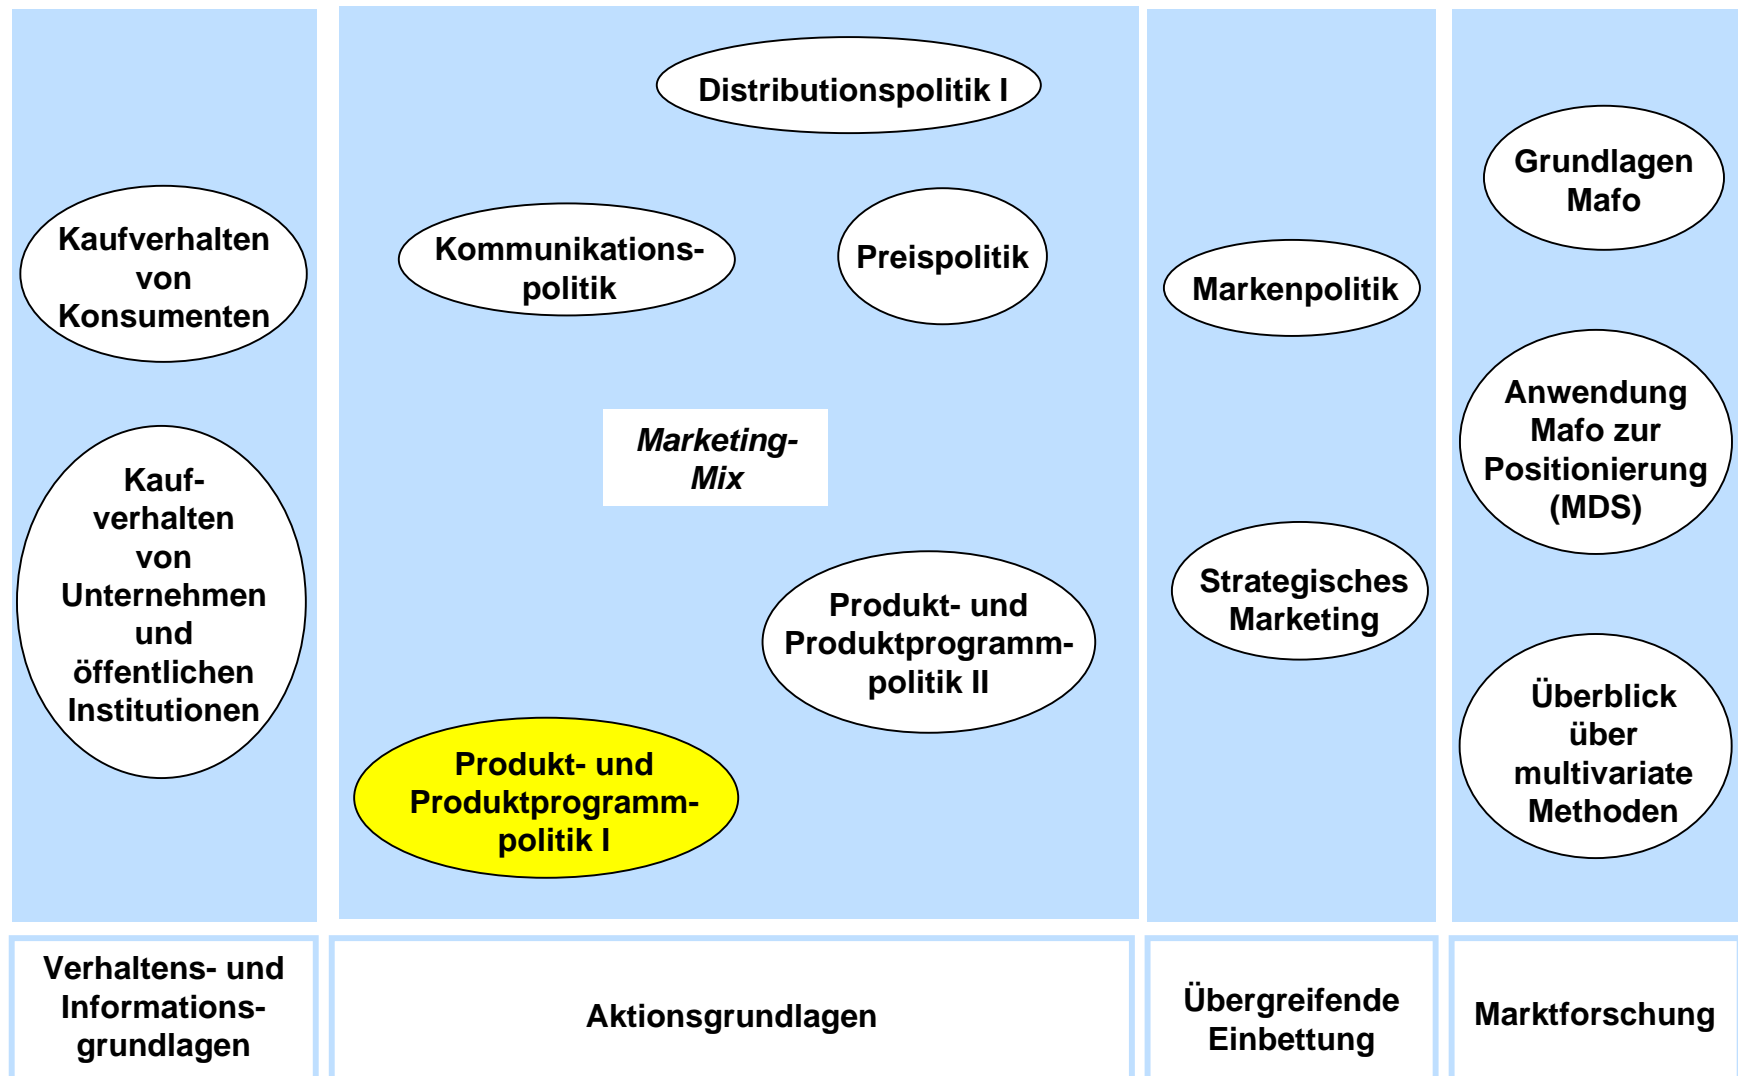 Kaufverhalten
von
Konsumenten
Kauf-
verhalten
von
Unternehmen
und
öffentlichen
Institutionen
Verhaltens- und
Informations-
grundlagen
Distributionspolitik I
Kommunikations-
politik
Preispolitik
Marketing-
Mix
Produkt- und
Produktprogramm-
politik II
Produkt- und
Produktprogramm-
politik I
Aktionsgrundlagen
Markenpolitik
Strategisches
Marketing
Übergreifende
Einbettung
Grundlagen
Mafo
Anwendung
Mafo zur
Positionierung
(MDS)
Überblick
über
multivariate
Methoden
Marktforschung